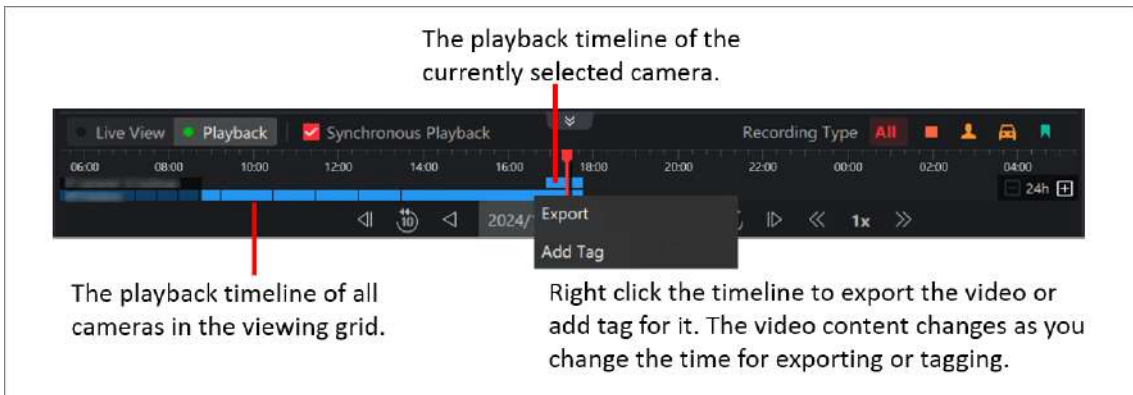 The playback timeline of the
currently selected camera.
Live View Playback Synchronous Playback Recording Type All
06:00 08:00 10:00 12:00 14:00 16:00 18:00 20:00 22:00 00:00 02:00 04:00
24h
10 2024/ 1x
Export
Add Tag
The playback timeline of all
cameras in the viewing grid.
Right click the timeline to export the video or
add tag for it. The video content changes as you
change the time for exporting or tagging.